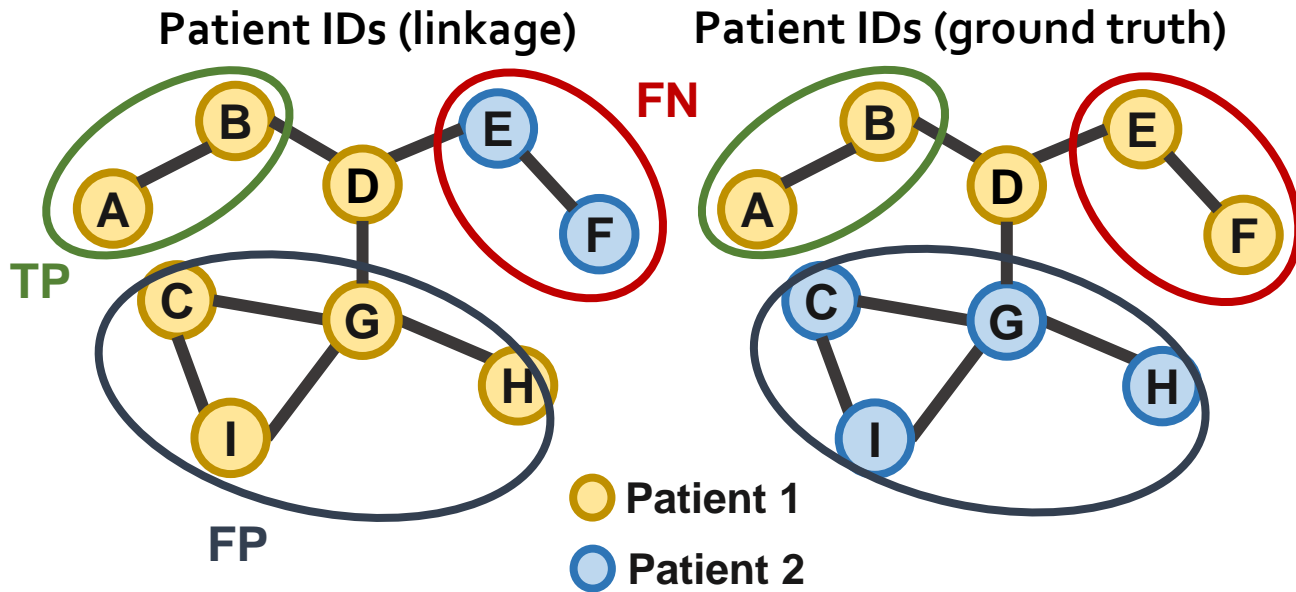 Patient IDs (linkage)
Patient IDs (ground truth)
B
E
FN
A
D
F
TP
C
G
H
I
FP
B
E
A
D
F
C
G
H
I
Patient 1
Patient 2